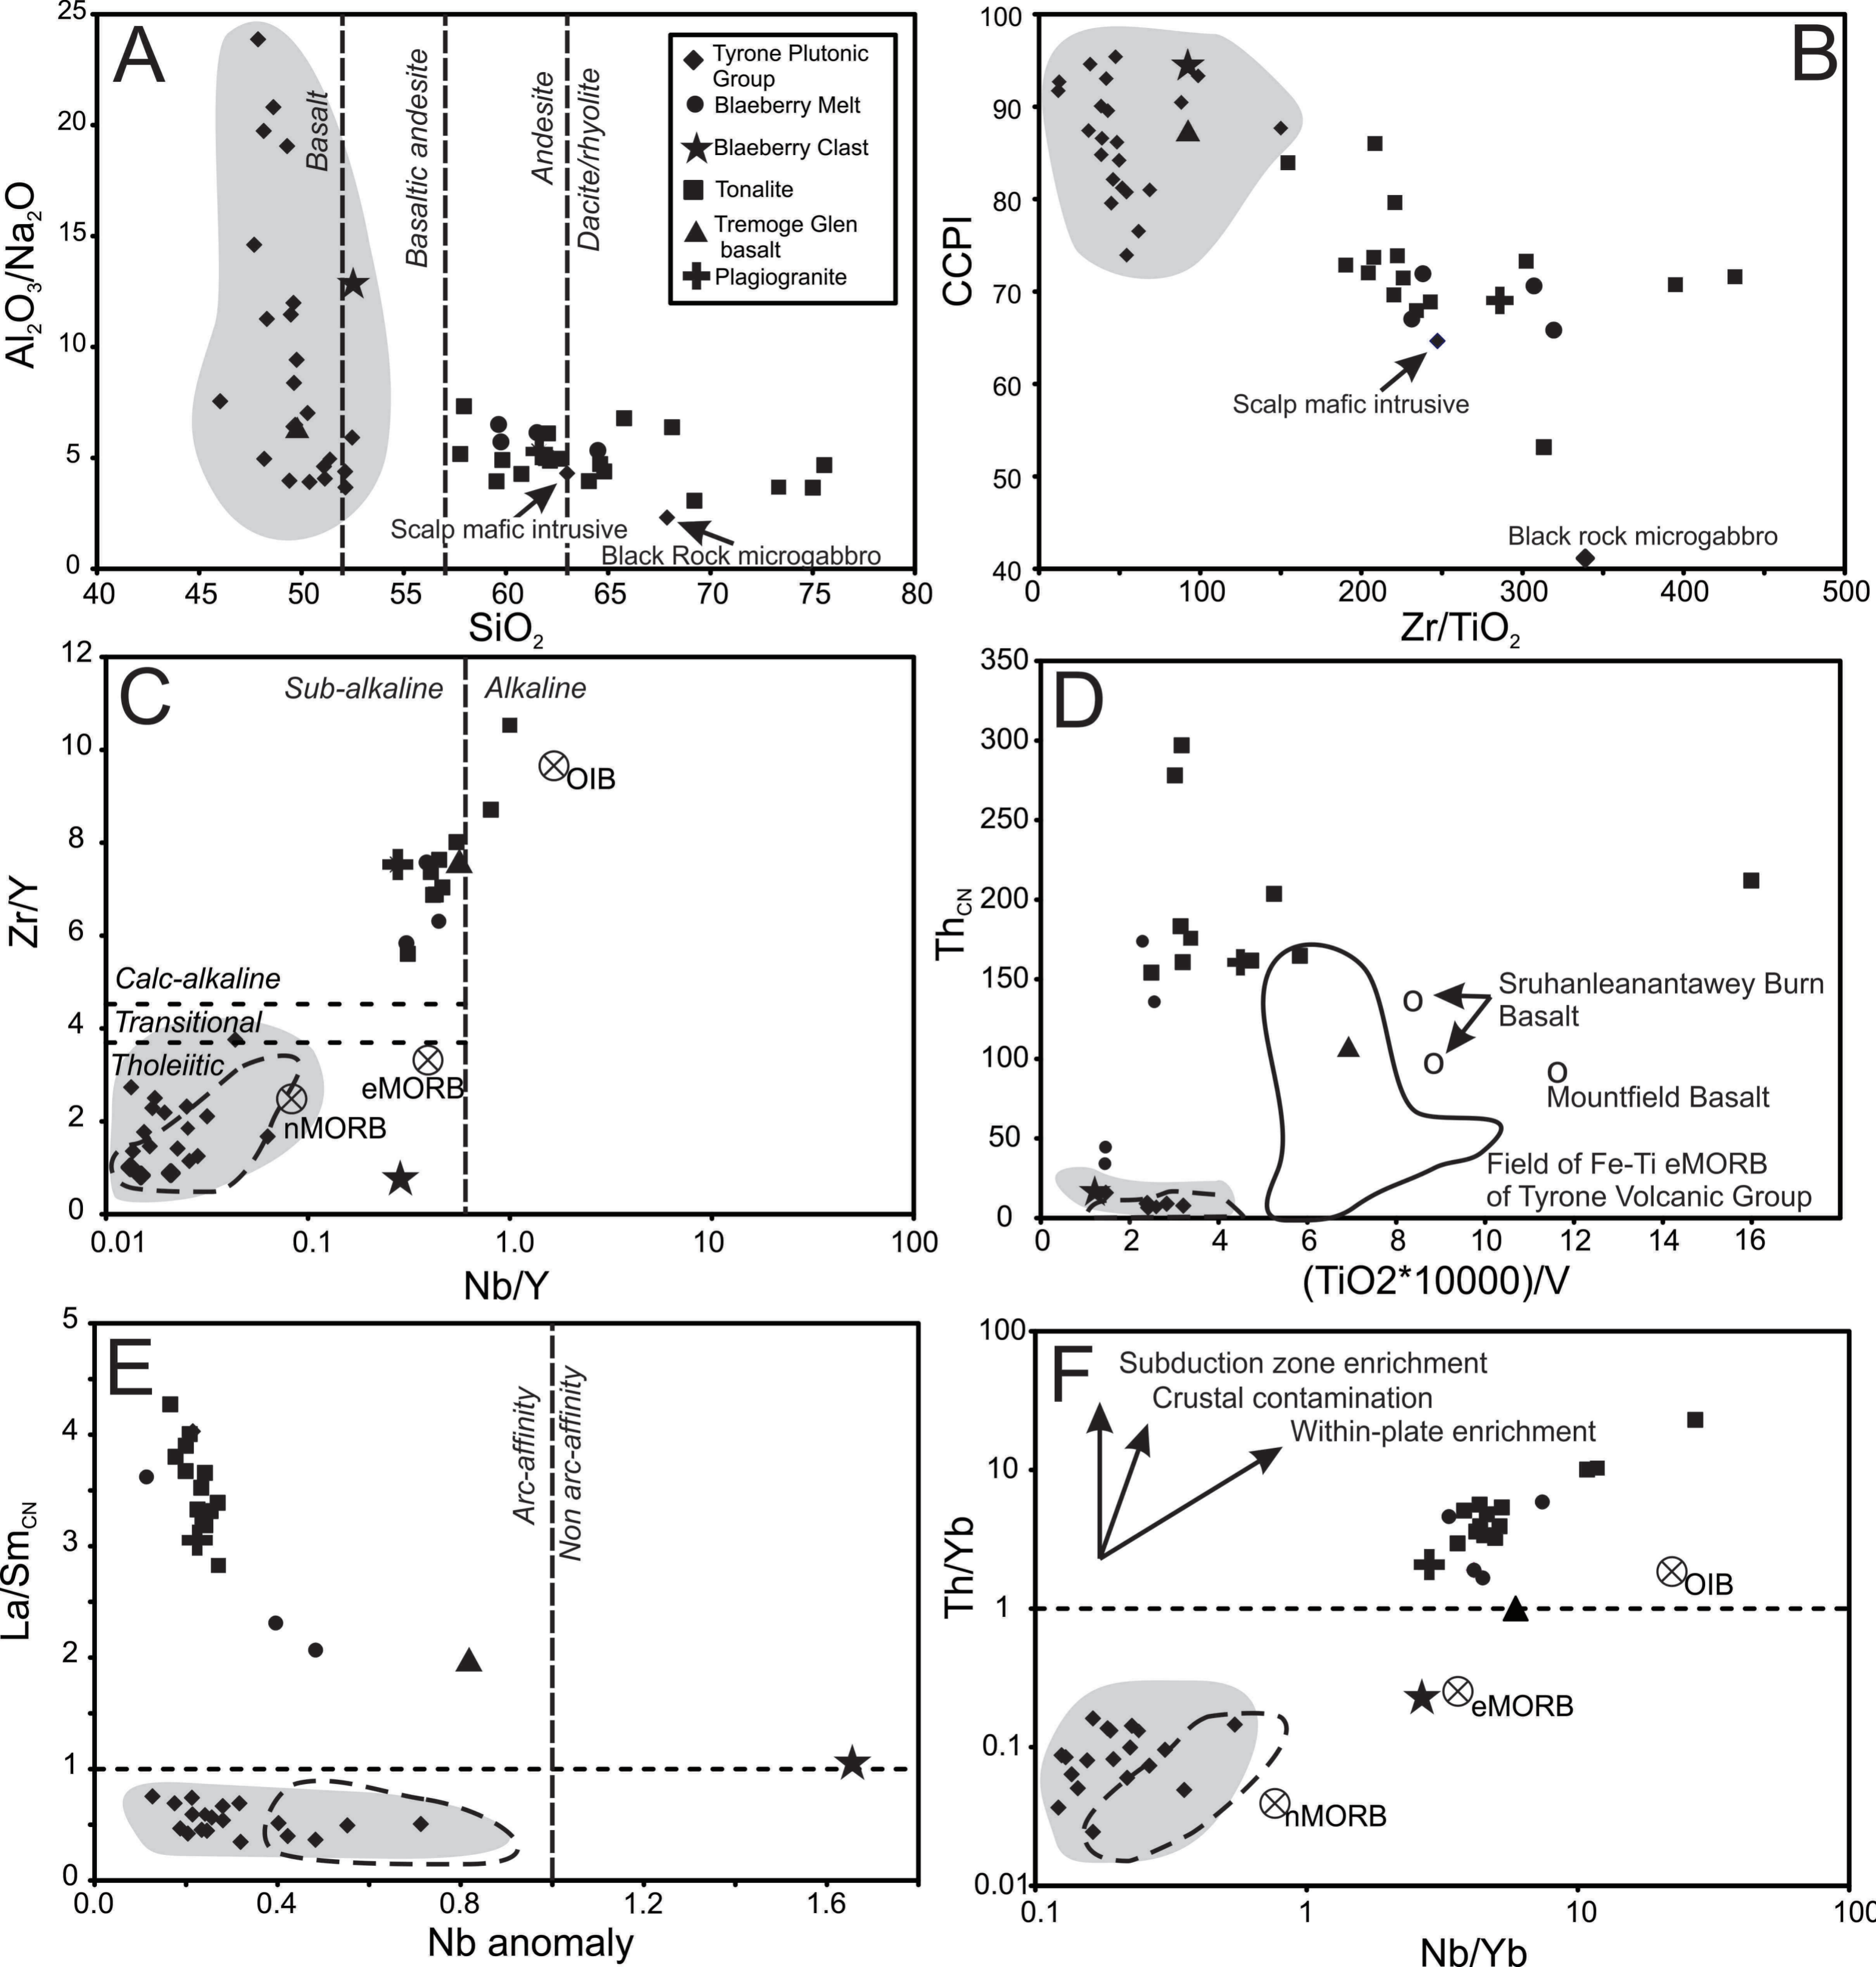 A
25
20
15
10
5
0
Al2O3/Na2O
40 45 50 55 60 65 70 75 80
SiO2
Basalt
Basaltic andesite
Andesite
Dacite/rhyolite
Tyrone Plutonic
Group
Blaeberry Melt
Blaeberry Clast
Tonalite
Tremoge Glen
basalt
Plagiogranite
Scalp mafic intrusive
Black Rock microgabbro
B
100
90
80
70
60
50
40
CCPI
0 100 200 300 400 500
Zr/TiO2
Scalp mafic intrusive
Black rock microgabbro
C
12
10
8
6
4
2
0
Zr/Y
0.01 0.1 1.0 10 100
Nb/Y
Sub-alkaline
Alkaline
OIB
Calc-alkaline
Transitional
Tholeiitic
eMORB
nMORB
D
350
300
250
200
150
100
50
0
ThCN
0 2 4 6 8 10 12 14 16
(TiO2*10000)/V
Sruhanleanantawey Burn
Basalt
Mountfield Basalt
Field of Fe-Ti eMORB
of Tyrone Volcanic Group
E
5
4
3
2
1
0
La/SmCN
0.0 0.4 0.8 1.2 1.6
Nb anomaly
Arc-affinity
Non arc-affinity
F
100
10
1
0.1
0.01
Th/Yb
0.1 1 10 100
Nb/Yb
Subduction zone enrichment
Crustal contamination
Within-plate enrichment
OIB
eMORB
nMORB